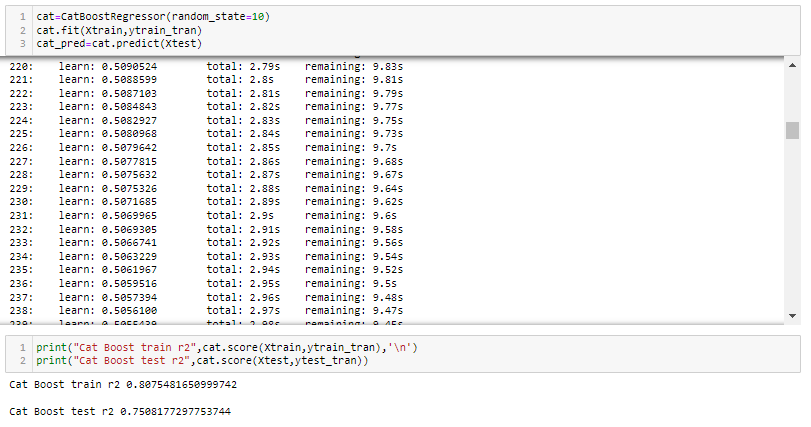 1 cat=CatBoostRegressor(random_state=10)
2 cat.fit(Xtrain,ytrain_tran)
3 cat_pred=cat.predict(Xtest)
220: learn: 0.5090524 total: 2.79s remaining: 9.83s
221: learn: 0.5088599 total: 2.8s remaining: 9.81s
222: learn: 0.5087103 total: 2.81s remaining: 9.79s
223: learn: 0.5084843 total: 2.82s remaining: 9.77s
224: learn: 0.5082927 total: 2.83s remaining: 9.75s
225: learn: 0.5080968 total: 2.84s remaining: 9.73s
226: learn: 0.5079642 total: 2.85s remaining: 9.7s
227: learn: 0.5077815 total: 2.86s remaining: 9.68s
228: learn: 0.5075632 total: 2.87s remaining: 9.67s
229: learn: 0.5075326 total: 2.88s remaining: 9.64s
230: learn: 0.5071685 total: 2.89s remaining: 9.62s
231: learn: 0.5069965 total: 2.9s remaining: 9.6s
232: learn: 0.5069305 total: 2.91s remaining: 9.58s
233: learn: 0.5066741 total: 2.92s remaining: 9.56s
234: learn: 0.5063229 total: 2.93s remaining: 9.54s
235: learn: 0.5061967 total: 2.94s remaining: 9.52s
236: learn: 0.5059516 total: 2.95s remaining: 9.5s
237: learn: 0.5057394 total: 2.96s remaining: 9.48s
238: learn: 0.5056100 total: 2.97s remaining: 9.47s
239: learn: total: 2.98s remaining: 9.45s
1 print("Cat Boost train r2",cat.score(Xtrain,ytrain_tran),'\n')
2 print("Cat Boost test r2",cat.score(Xtest,ytest_tran))
Cat Boost train r2 0.8075481650999742
Cat Boost test r2 0.7508177297753744